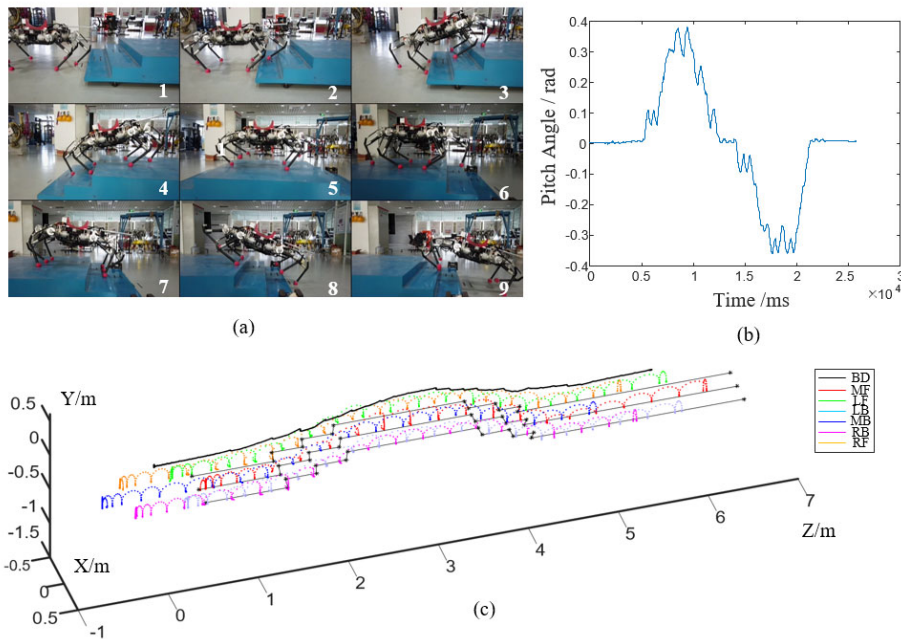 1
2
3
4
5
6
7
8
9
(a)
Pitch Angle / rad
0.4
0.3
0.2
0.1
0
-0.1
-0.2
-0.3
-0.4
0 0.5 1 1.5 2 2.5 3
×10⁴
Time /ms
(b)
Y/m
0.5
0
-0.5
-1
-1.5
-0.5
0
0.5
X/m
-1
0
1
2
3
4
5
6
7
Z/m
BD
MF
LF
LB
MB
RB
RF
(c)